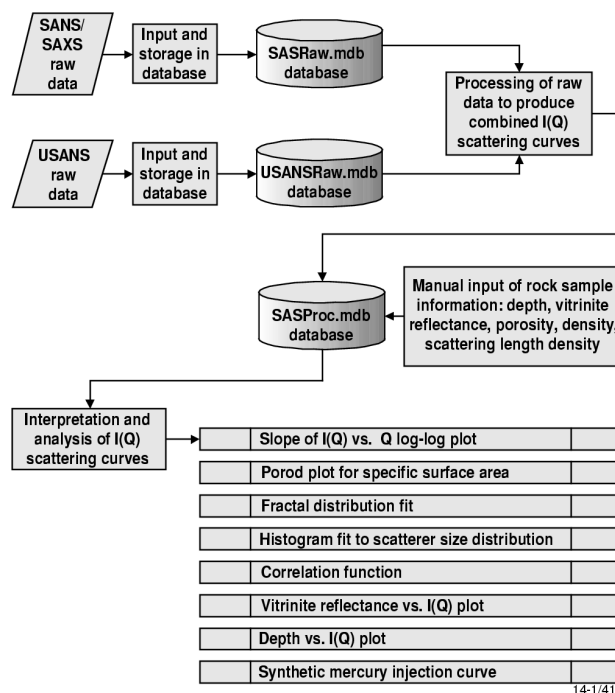 SANS/
SAXS
raw
data
Input and
storage in
database
SASRaw.mdb
database
Processing of raw
data to produce
combined I(Q)
scattering curves
USANS
raw
data
Input and
storage in
database
USANSRaw.mdb
database
SASProc.mdb
database
Manual input of rock sample
information: depth, vitrinite
reflectance, porosity, density,
scattering length density
Interpretation and
analysis of I(Q)
scattering curves
Slope of I(Q) vs. Q log-log plot
Porod plot for specific surface area
Fractal distribution fit
Histogram fit to scatterer size distribution
Correlation function
Vitrinite reflectance vs. I(Q) plot
Depth vs. I(Q) plot
Synthetic mercury injection curve
14-1/41